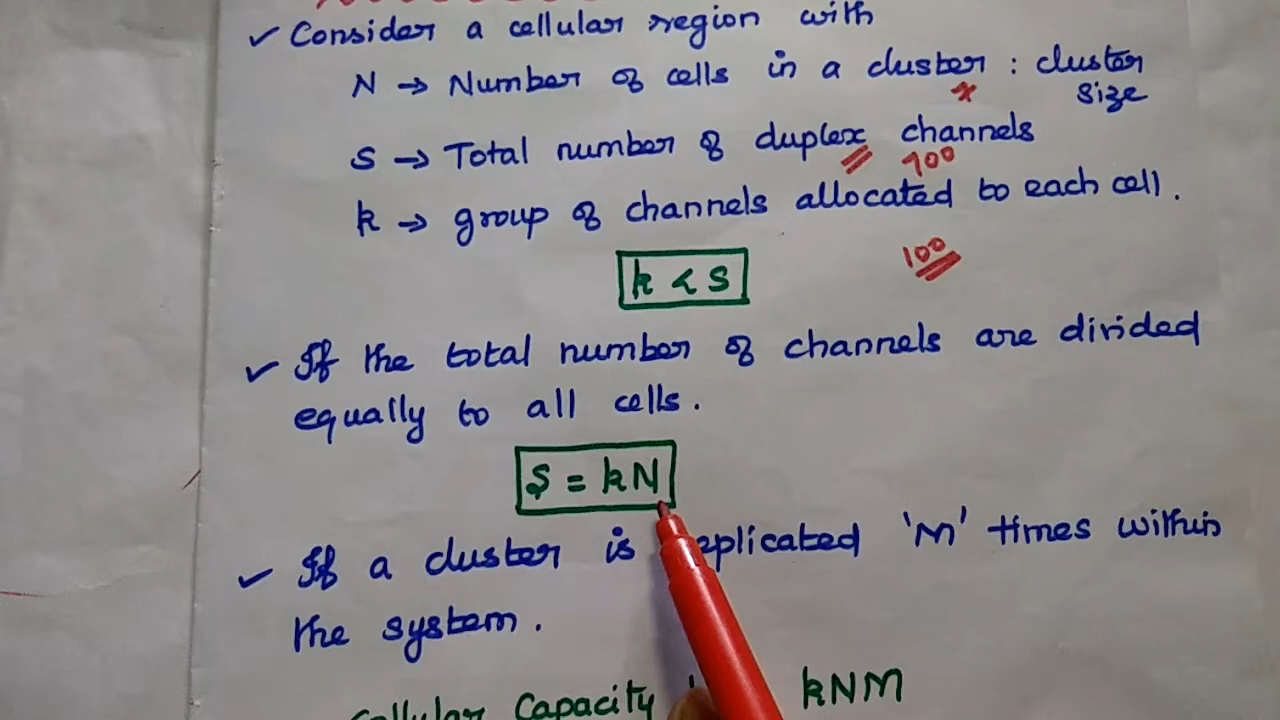 ✓ Consider a cellular region with
N → Number of cells in a cluster : cluster
size
S → Total number of duplex channels
700
k → group of channels allocated to each cell.
100
k < S
✓ If the total number of channels are divided
equally to all cells.
S = kN
✓ If a cluster is replicated 'M' times within
the system.
Cellular Capacity kNM